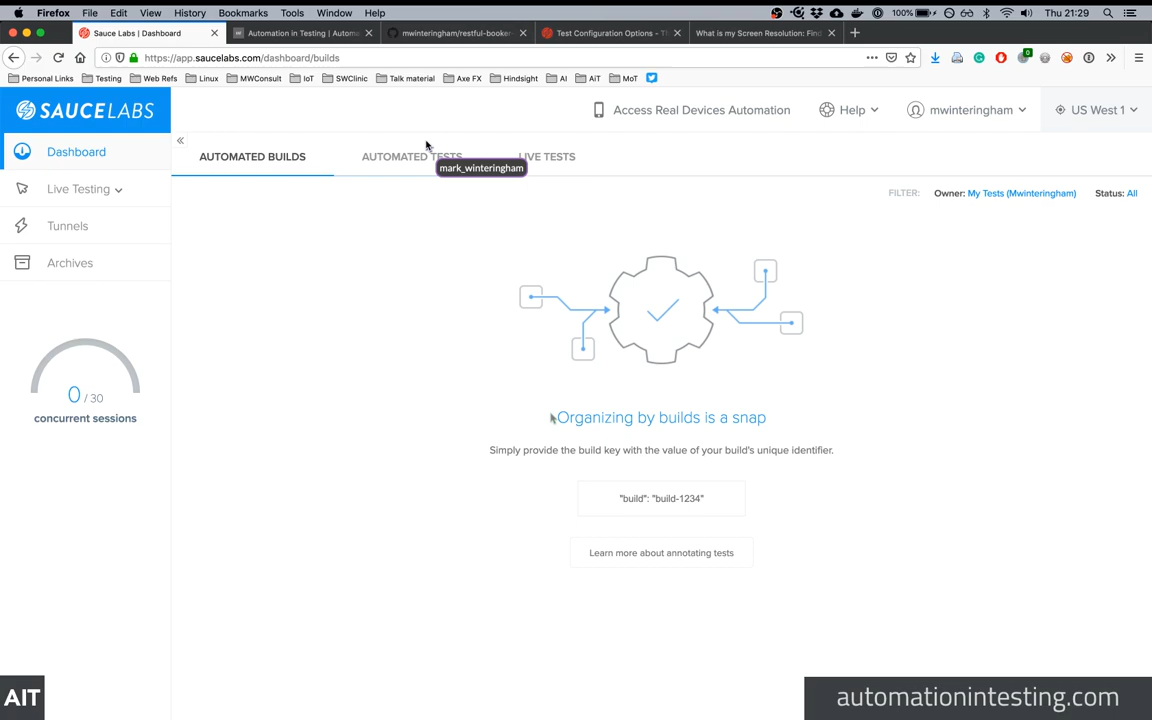 Firefox File Edit View History Bookmarks Tools Window Help 100% Thu 21:29
Sauce Labs | Dashboard Automation in Testing | Automa mwinteringham/restful-booker- Test Configuration Options - Th What is my Screen Resolution: Find
https://app.saucelabs.com/dashboard/builds 0
Personal Links Testing Web Refs Linux MWConsult IoT SWClinic Talk material Axe FX Hindsight AI AiT MoT
SAUCELABS Access Real Devices Automation Help mwinteringham US West 1
Dashboard
Live Testing
Tunnels
Archives
0 / 30
concurrent sessions
AUTOMATED BUILDS AUTOMATED TESTS LIVE TESTS
mark_winteringham
FILTER: Owner: My Tests (Mwinteringham) Status: All
Organizing by builds is a snap
Simply provide the build key with the value of your build's unique identifier.
"build": "build-1234"
Learn more about annotating tests
AIT automationintesting.com